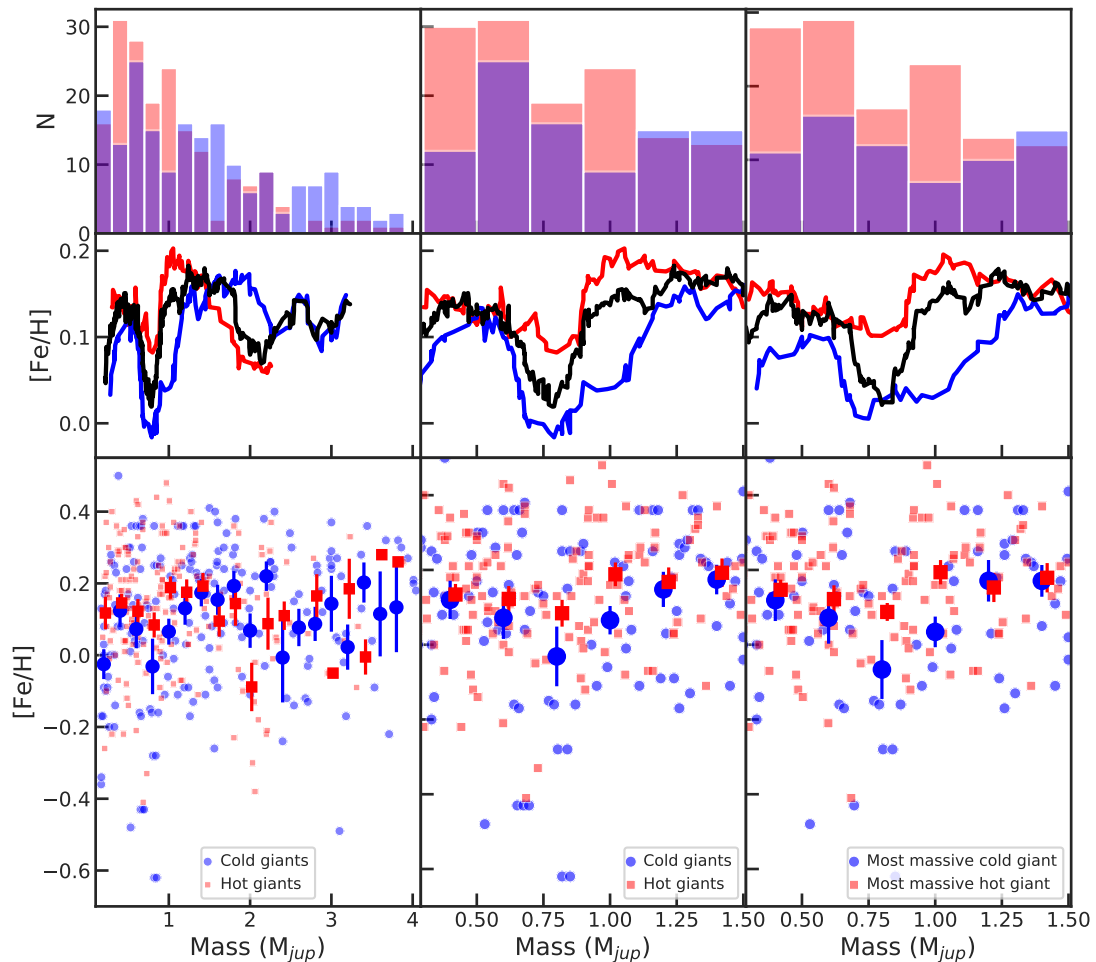 30
20
10
0
N
0.2
0.1
0.0
[Fe/H]
0.4
0.2
0.0
−0.2
−0.4
−0.6
[Fe/H]
Cold giants
Hot giants
Cold giants
Hot giants
Most massive cold giant
Most massive hot giant
1 2 3 4
0.50 0.75 1.00 1.25 1.50
0.50 0.75 1.00 1.25 1.50
Mass (Mjup)
Mass (Mjup)
Mass (Mjup)